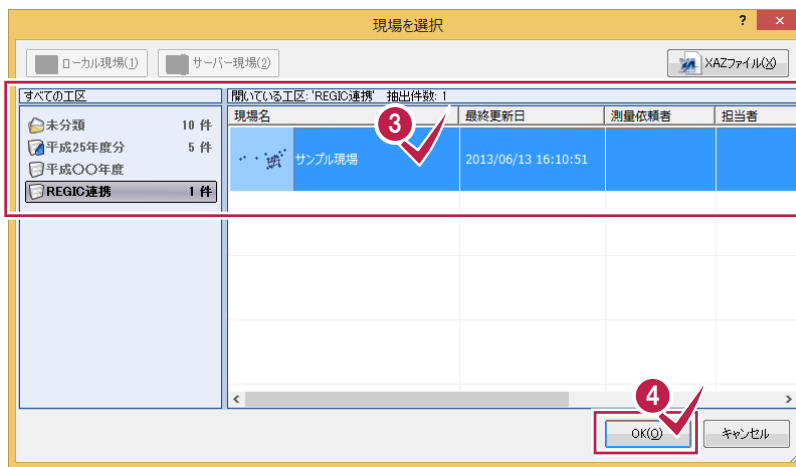 現場を選択
? ×
ローカル現場(1) サーバー現場(2) XAZファイル(X)
すべての工区
未分類 10 件
平成25年度分 5 件
平成〇〇年度
REGIC連携 1 件
開いている工区: 'REGIC連携' 抽出件数: 1
現場名 最終更新日 測量依頼者 担当者
3
サンプル現場 2013/06/13 16:10:51
4
OK(O) キャンセル